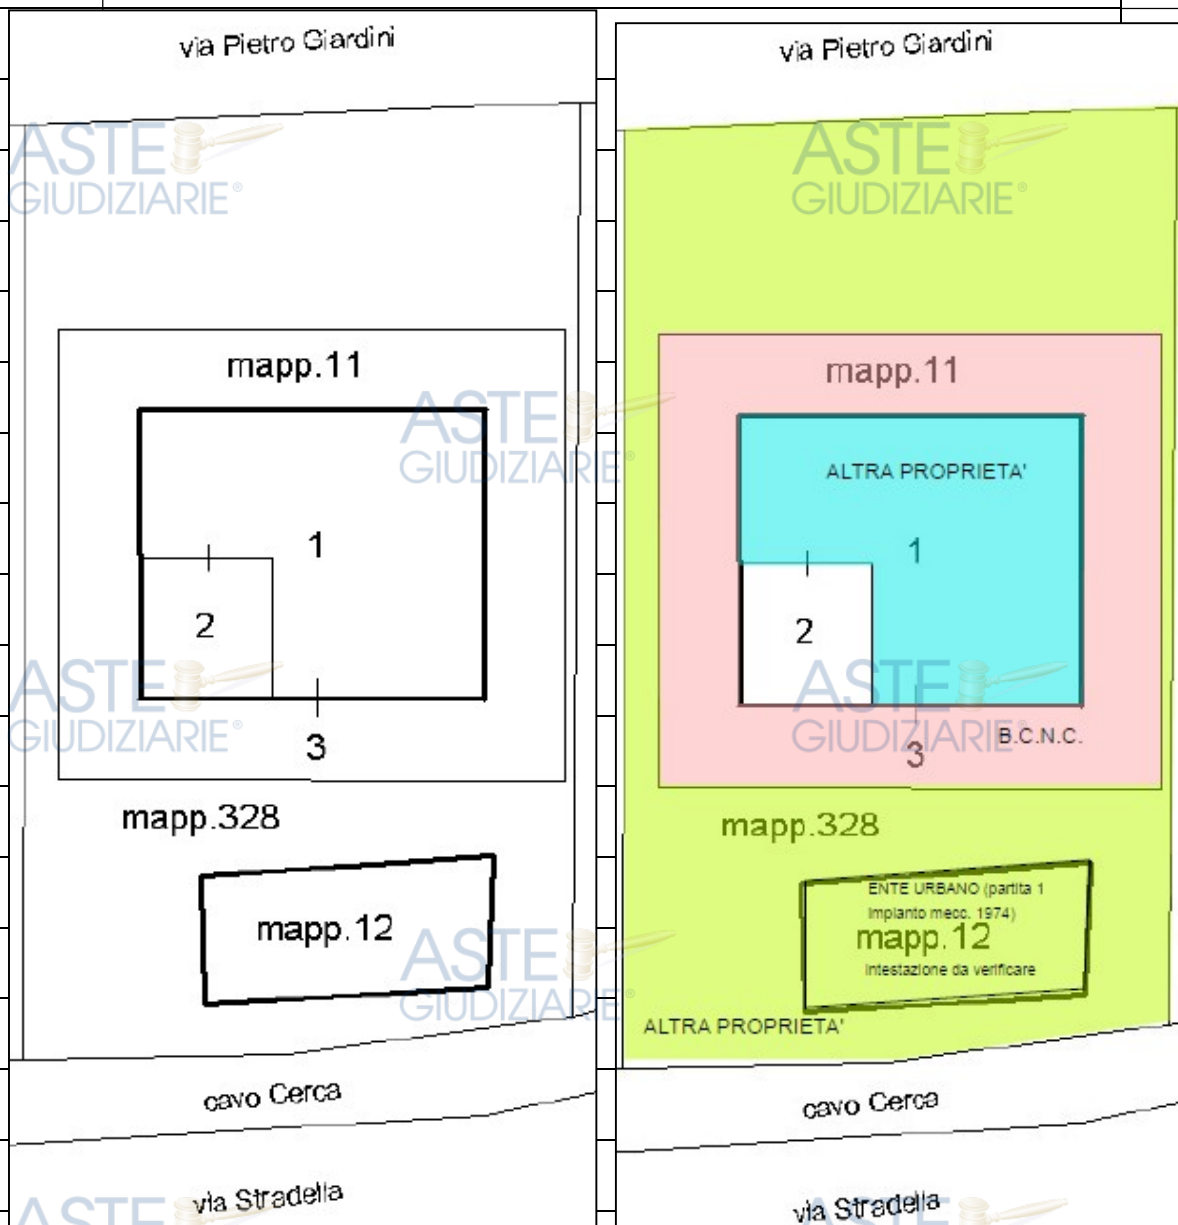 via Pietro Giardini
ASTE
GIUDIZIARIE®
mapp.11
ASTE
GIUDIZIARIE®
1
2
ASTE
GIUDIZIARIE®
3
mapp.328
mapp.12
ASTE
GIUDIZIARIE®
cavo Cerca
via Stradella
ASTE
via Pietro Giardini
ASTE
GIUDIZIARIE®
mapp.11
ALTRA PROPRIETA'
1
2
ASTE
GIUDIZIARIE®
B.C.N.C.
3
mapp.328
ENTE URBANO (partita 1
Impianto mecc. 1974)
mapp.12
Intestazione da verificare
ALTRA PROPRIETA'
cavo Cerca
via Stradella
ASTE